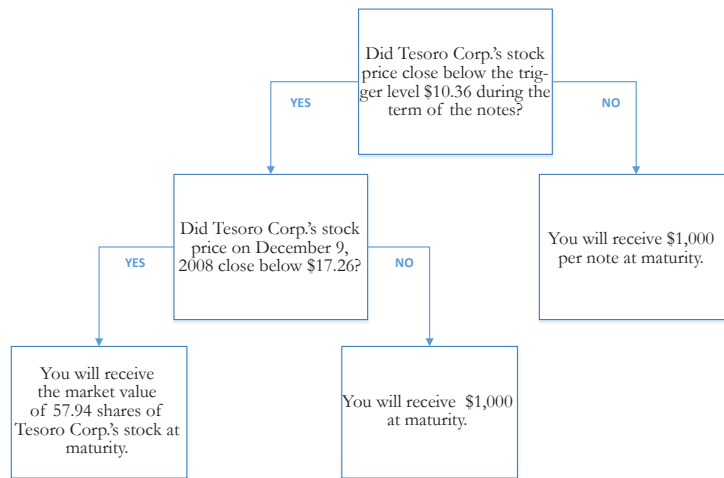 Did Tesoro Corp.'s stock
price close below the trig-
ger level $10.36 during the
term of the notes?
YES
NO
Did Tesoro Corp.'s stock
price on December 9,
2008 close below $17.26?
You will receive $1,000
per note at maturity.
YES
NO
You will receive
the market value
of 57.94 shares of
Tesoro Corp.'s stock at
maturity.
You will receive $1,000
at maturity.